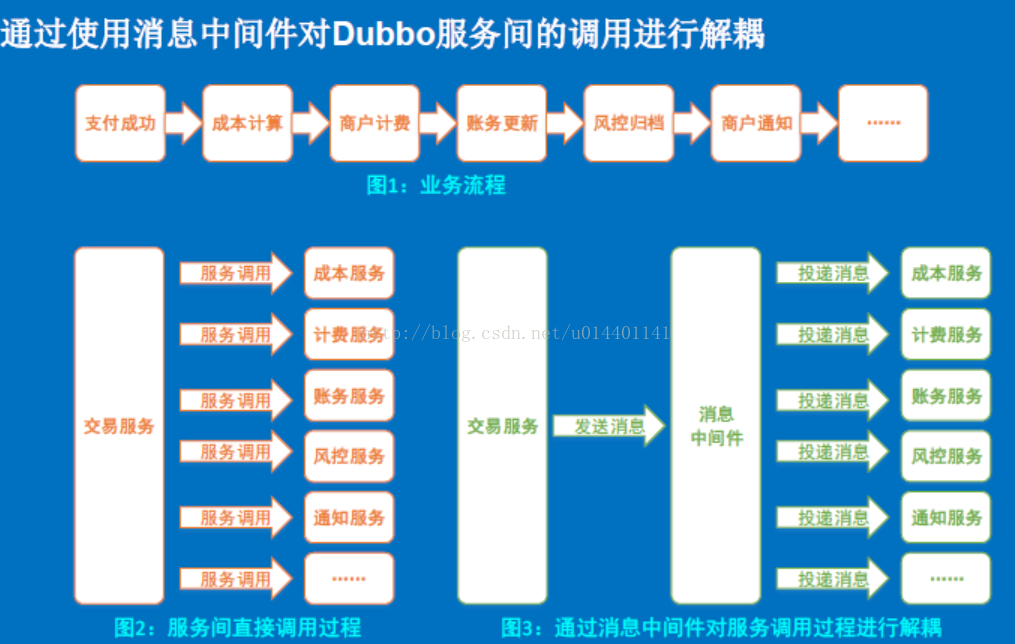 通过使用消息中间件对Dubbo服务间的调用进行解耦
支付成功
成本计算
商户计费
账务更新
风控归档
商户通知
……
图1：业务流程
交易服务
服务调用
成本服务
服务调用
计费服务
服务调用
账务服务
服务调用
风控服务
服务调用
通知服务
服务调用
……
图2：服务间直接调用过程
交易服务
发送消息
消息
中间件
投递消息
成本服务
投递消息
计费服务
投递消息
账务服务
投递消息
风控服务
投递消息
通知服务
投递消息
……
图3：通过消息中间件对服务调用过程进行解耦
http://blog.csdn.net/u014401141